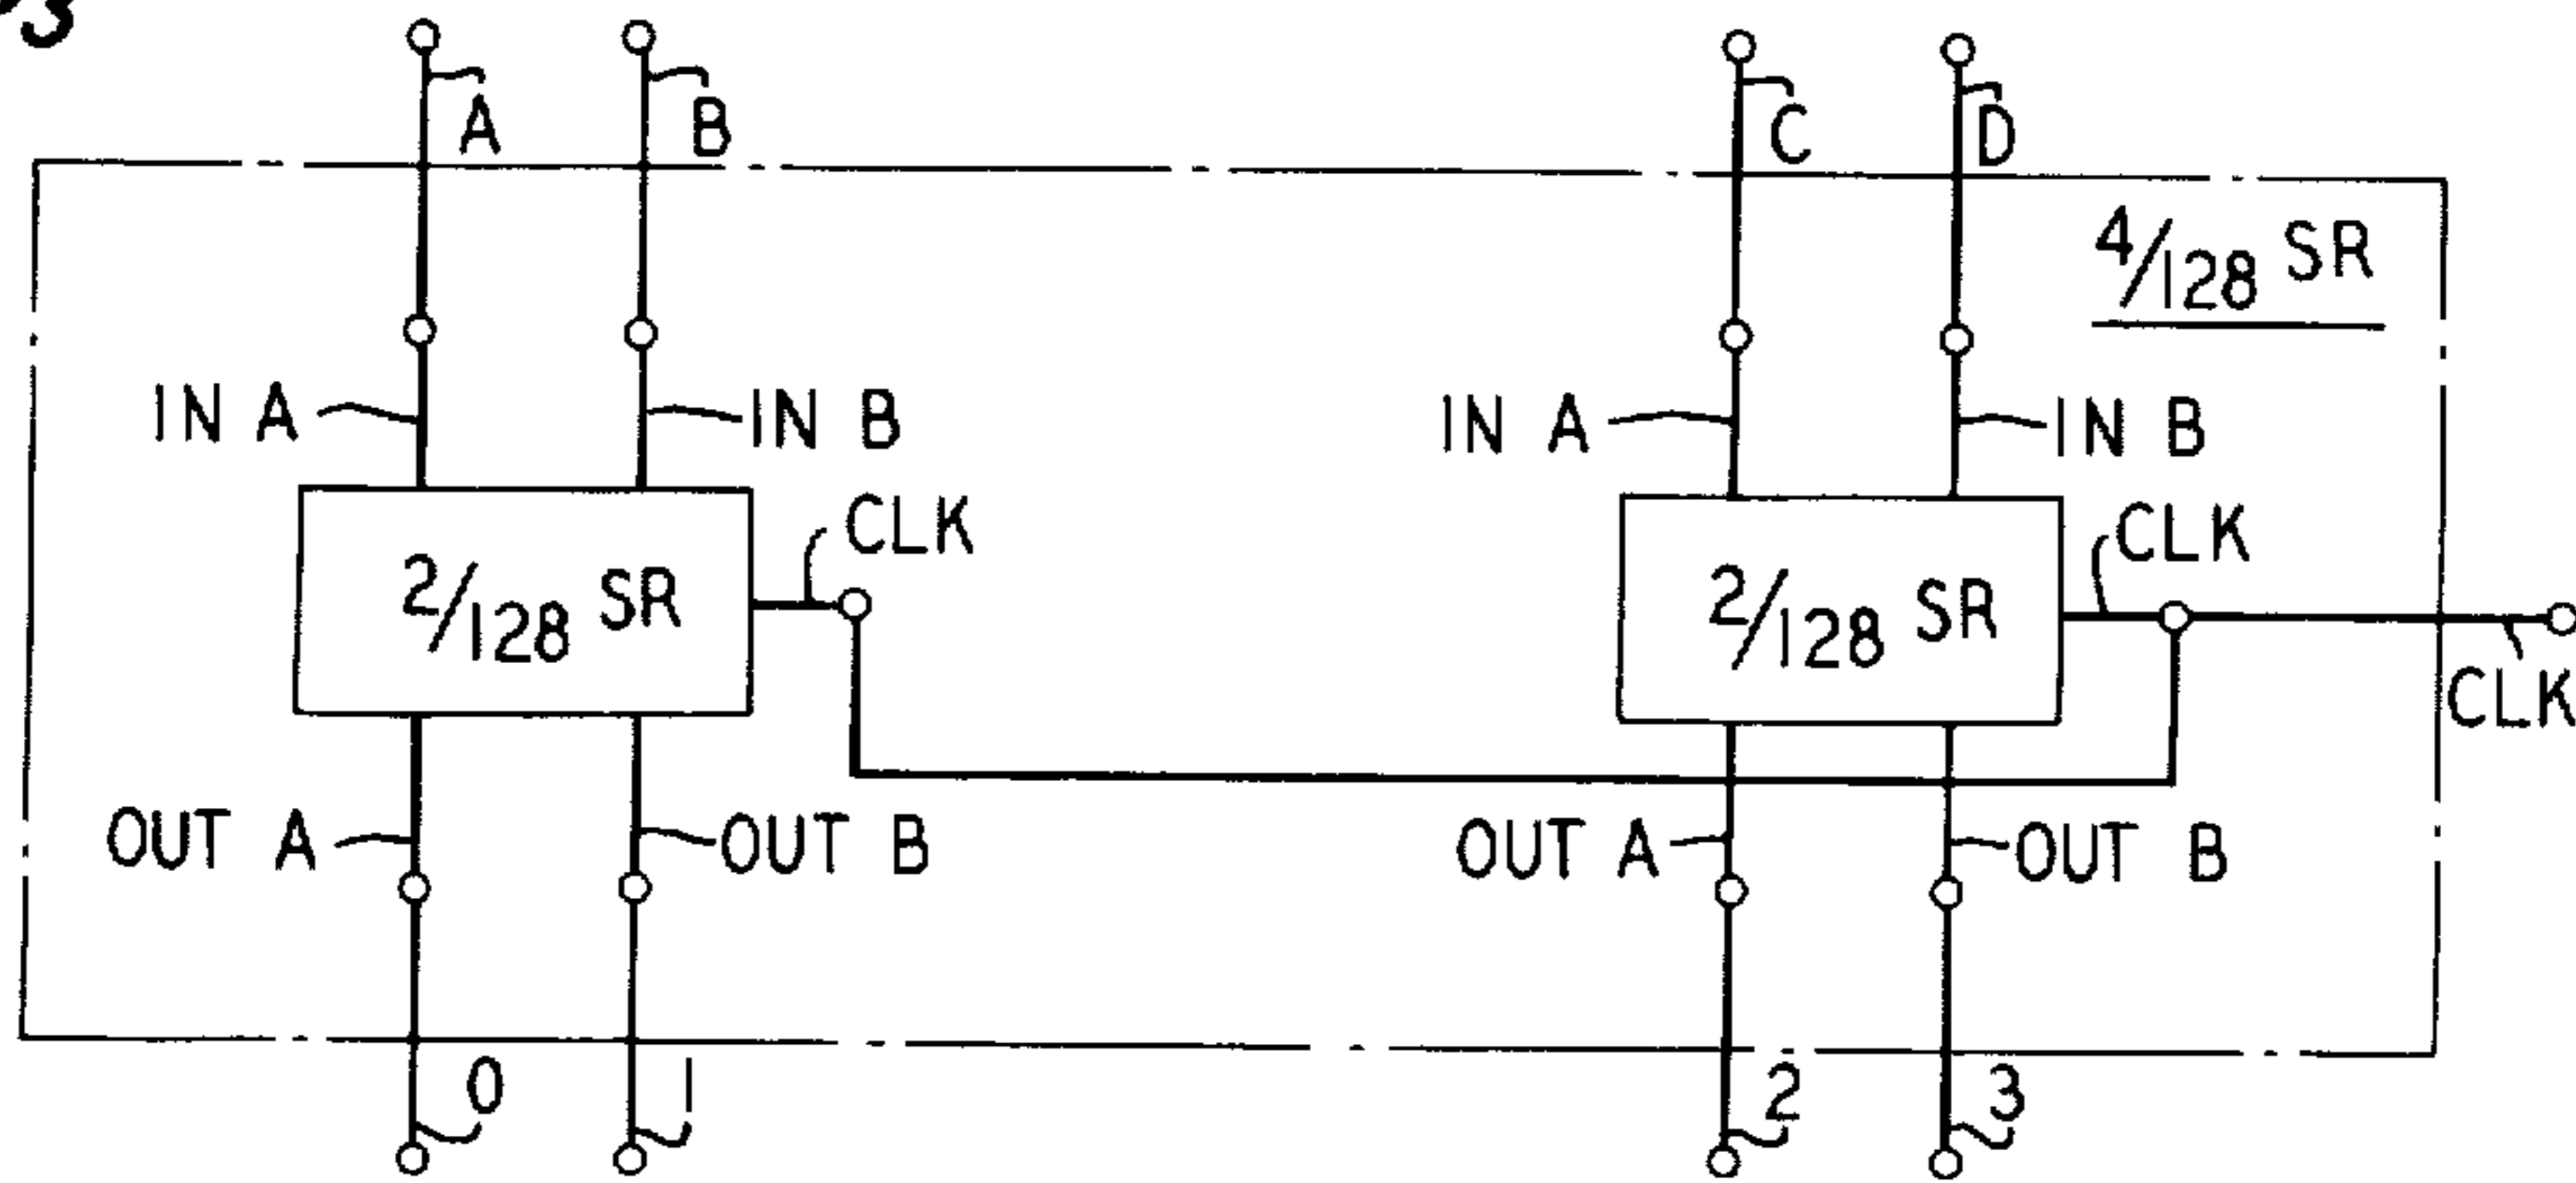 3
A B C D
4/128 SR
IN A IN B IN A IN B
CLK CLK
2/128 SR 2/128 SR
CLK
OUT A OUT B OUT A OUT B
0 1 2 3